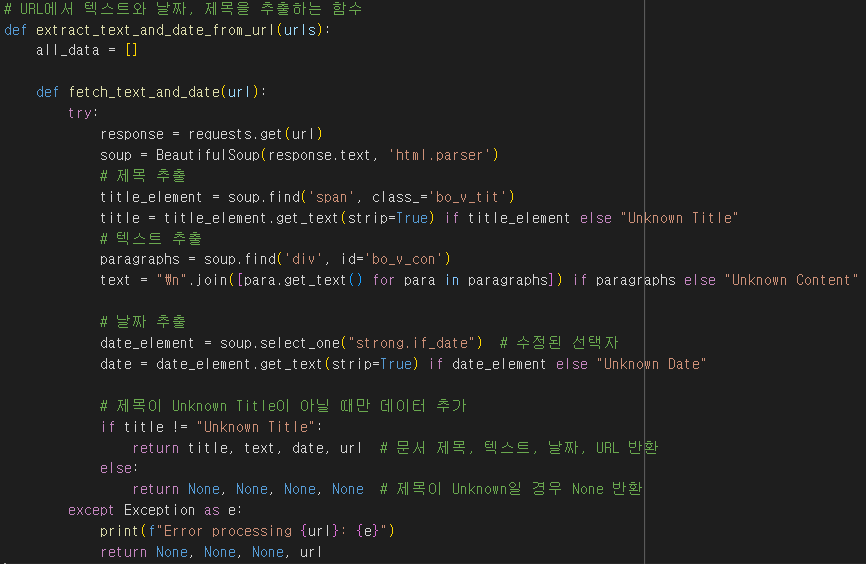 # URL에서 텍스트와 날짜, 제목을 추출하는 함수
def extract_text_and_date_from_url(urls):
    all_data = []

    def fetch_text_and_date(url):
        try:
            response = requests.get(url)
            soup = BeautifulSoup(response.text, 'html.parser')
            # 제목 추출
            title_element = soup.find('span', class_='bo_v_tit')
            title = title_element.get_text(strip=True) if title_element else "Unknown Title"
            # 텍스트 추출
            paragraphs = soup.find('div', id='bo_v_con')
            text = "₩n".join([para.get_text() for para in paragraphs]) if paragraphs else "Unknown Content"

            # 날짜 추출
            date_element = soup.select_one("strong.if_date")  # 수정된 선택자
            date = date_element.get_text(strip=True) if date_element else "Unknown Date"

            # 제목이 Unknown Title이 아닐 때만 데이터 추가
            if title != "Unknown Title":
                return title, text, date, url  # 문서 제목, 텍스트, 날짜, URL 반환
            else:
                return None, None, None, None  # 제목이 Unknown일 경우 None 반환
        except Exception as e:
            print(f"Error processing {url}: {e}")
            return None, None, None, url